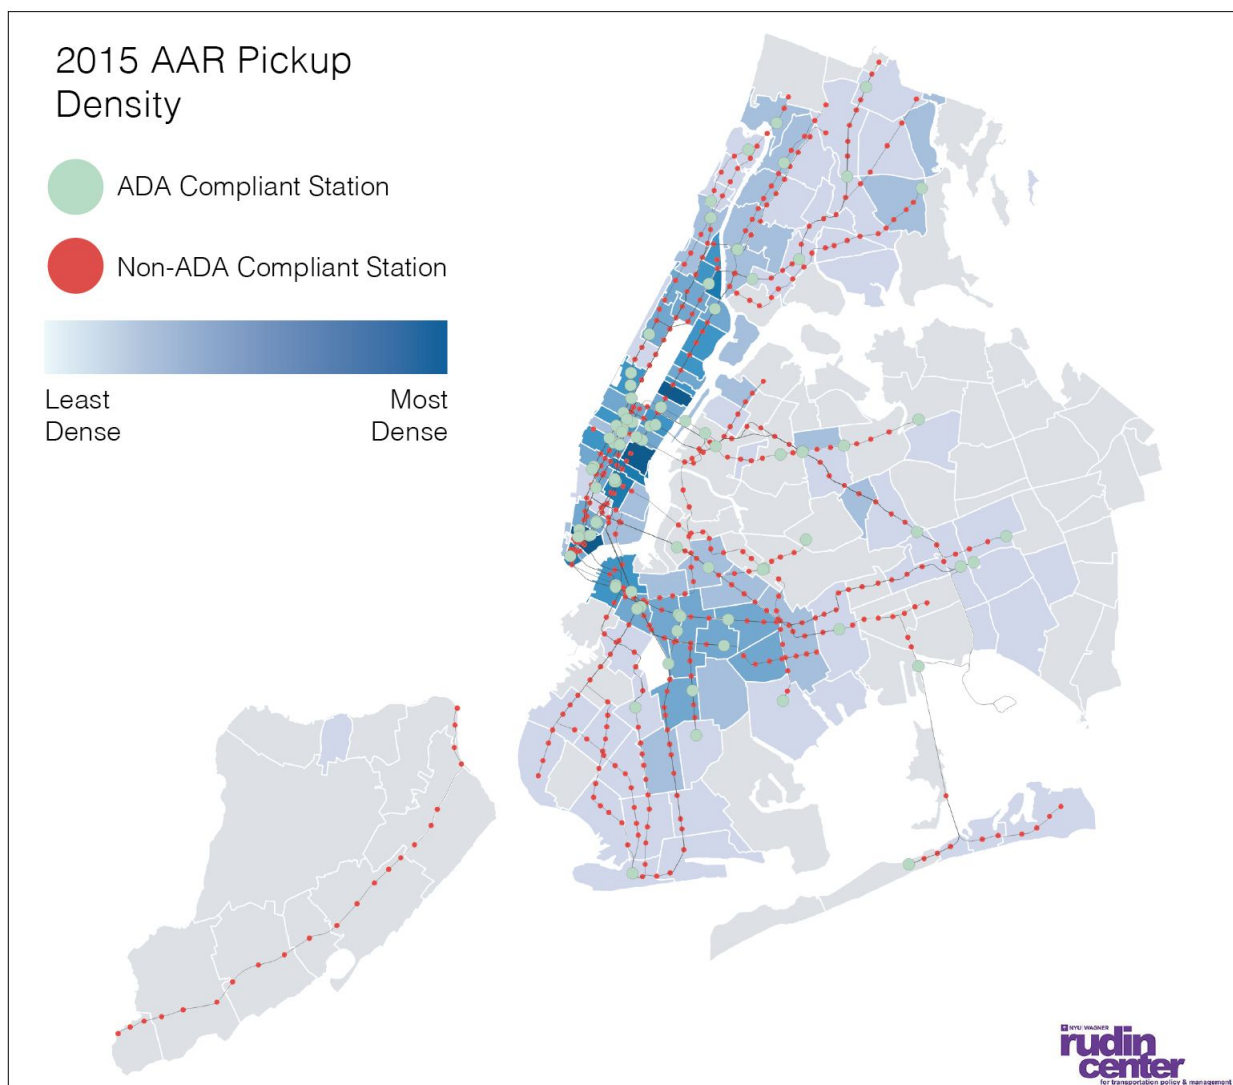 2015 AAR Pickup
Density
ADA Compliant Station
Non-ADA Compliant Station
Least
Dense
Most
Dense
NYU WAGNER
rudin
center
for transportation policy & management